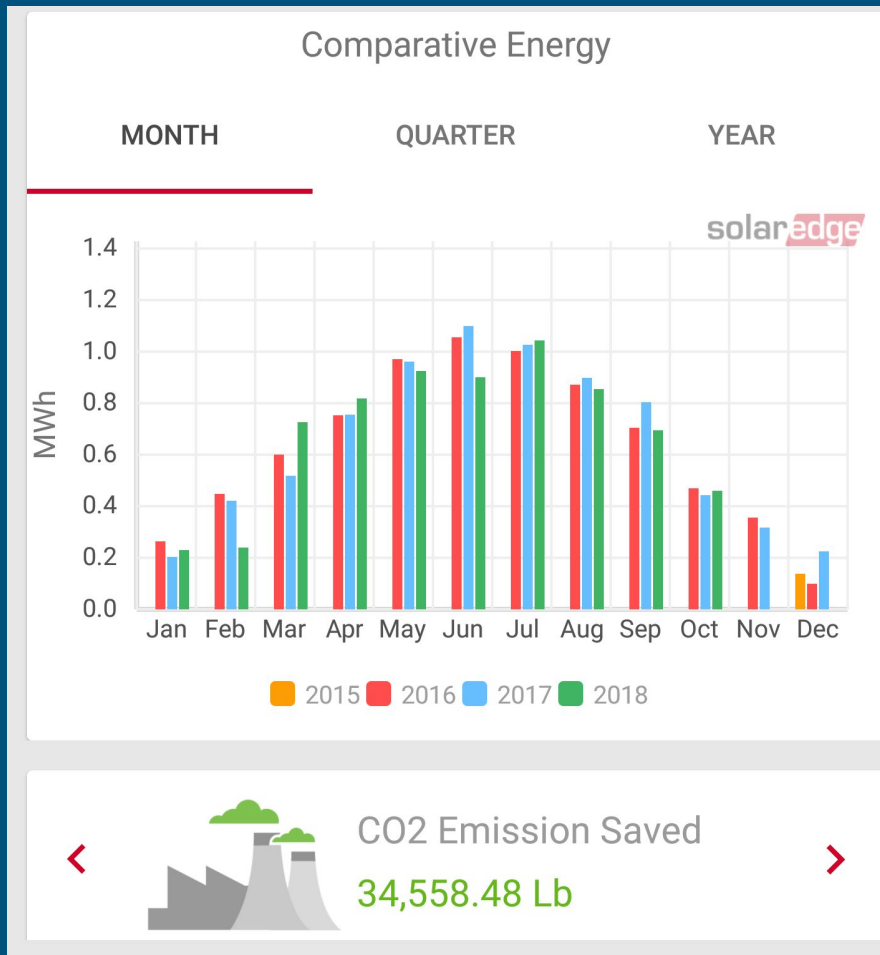 Comparative Energy
MONTH QUARTER YEAR
solaredge
1.4
1.2
1.0
0.8
0.6
0.4
0.2
0.0
MWh
Jan Feb Mar Apr May Jun Jul Aug Sep Oct Nov Dec
2015 2016 2017 2018
CO2 Emission Saved
34,558.48 Lb